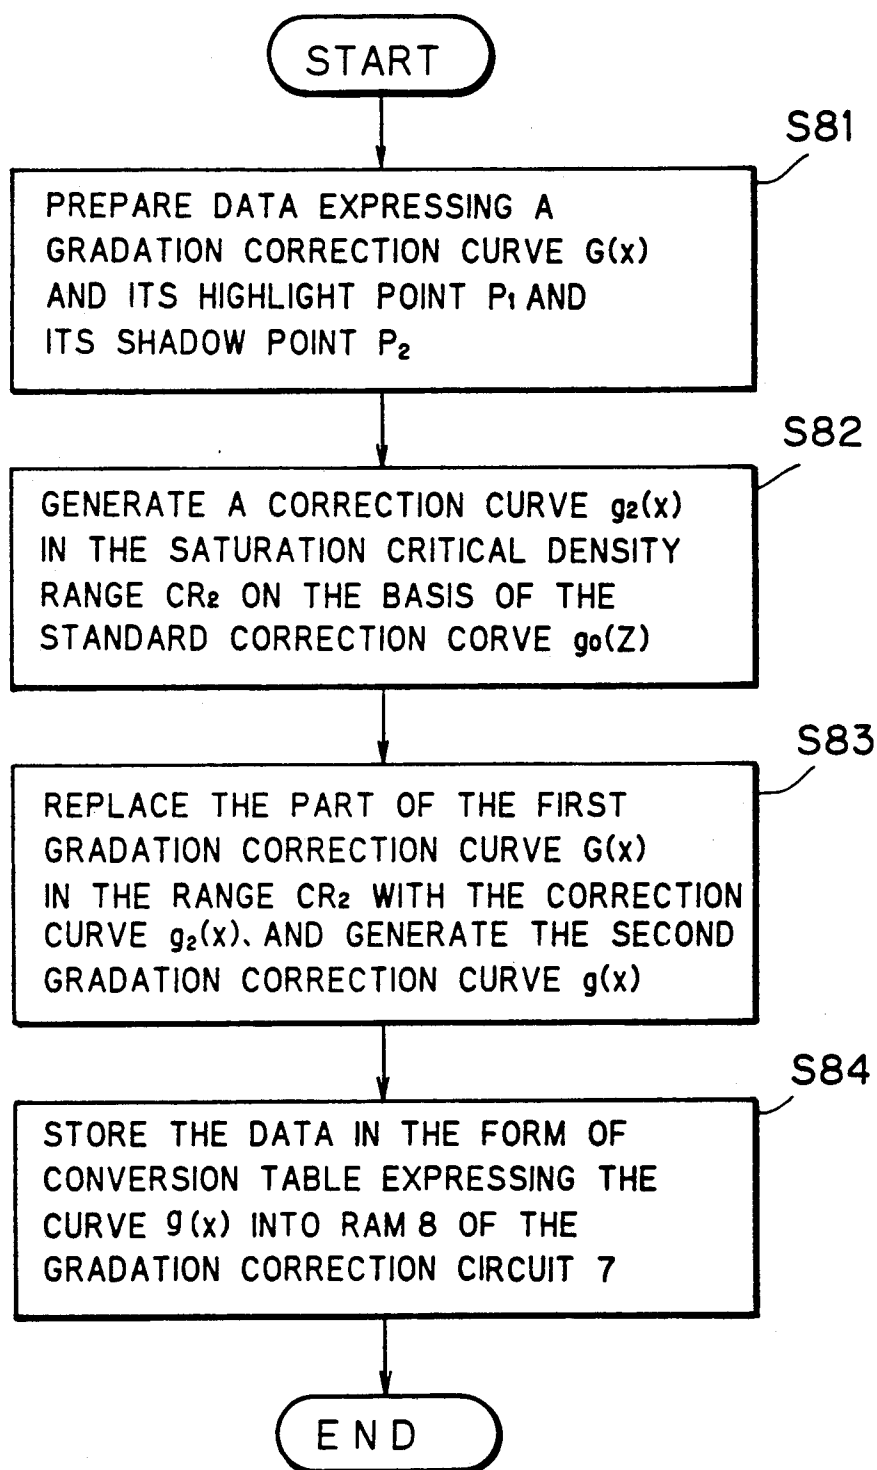 START
S81
PREPARE DATA EXPRESSING A
GRADATION CORRECTION CURVE G(x)
AND ITS HIGHLIGHT POINT P₁ AND
ITS SHADOW POINT P₂
S82
GENERATE A CORRECTION CURVE g₂(x)
IN THE SATURATION CRITICAL DENSITY
RANGE CR₂ ON THE BASIS OF THE
STANDARD CORRECTION CORVE g₀(Z)
S83
REPLACE THE PART OF THE FIRST
GRADATION CORRECTION CURVE G(x)
IN THE RANGE CR₂ WITH THE CORRECTION
CURVE g₂(x), AND GENERATE THE SECOND
GRADATION CORRECTION CURVE g(x)
S84
STORE THE DATA IN THE FORM OF
CONVERSION TABLE EXPRESSING THE
CURVE g(x) INTO RAM 8 OF THE
GRADATION CORRECTION CIRCUIT 7
END